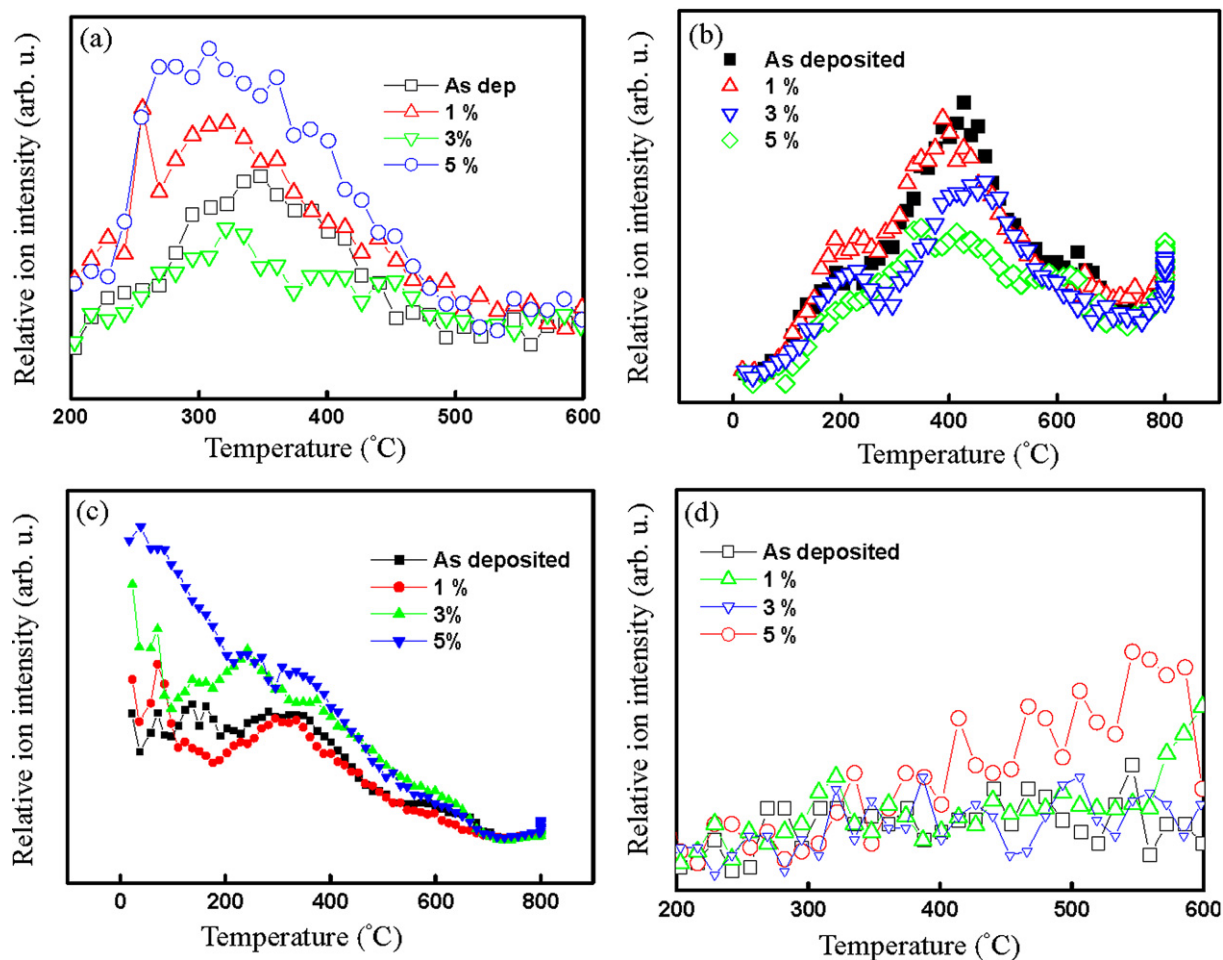 (a)
Relative ion intensity (arb. u.)
As dep
1 %
3%
5 %
200 300 400 500 600
Temperature (˚C)
(b)
Relative ion intensity (arb. u.)
As deposited
1 %
3 %
5 %
0 200 400 600 800
Temperature (˚C)
(c)
Relative ion intensity (arb. u.)
As deposited
1 %
3%
5%
0 200 400 600 800
Temperature (˚C)
(d)
Relative ion intensity (arb. u.)
As deposited
1 %
3 %
5 %
200 300 400 500 600
Temperature (˚C)